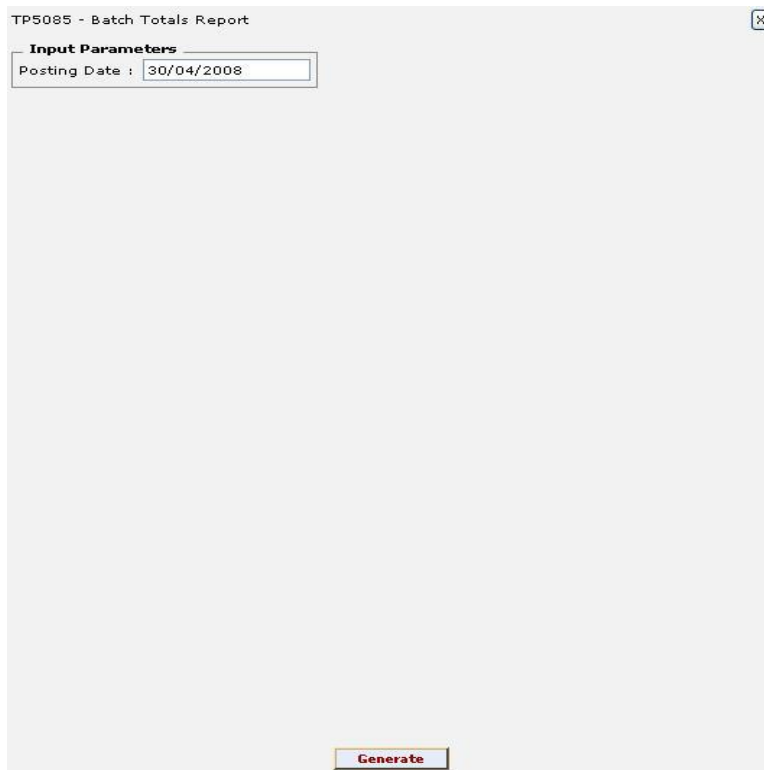 TP5085 - Batch Totals Report
X
Input Parameters
Posting Date : 30/04/2008
Generate